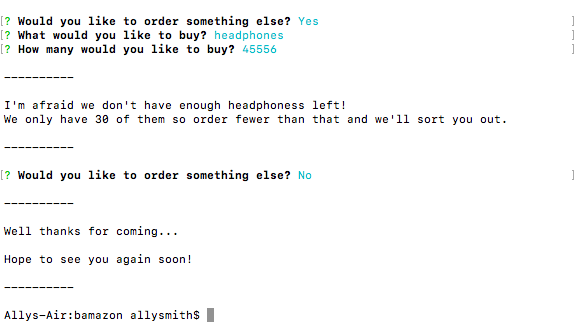 [? Would you like to order something else? Yes ]
[? What would you like to buy? headphones ]
[? How many would you like to buy? 45556 ]
----------
I'm afraid we don't have enough headphoness left!
We only have 30 of them so order fewer than that and we'll sort you out.
----------
[? Would you like to order something else? No ]
----------
Well thanks for coming...
Hope to see you again soon!
----------
Allys-Air:bamazon allysmith$